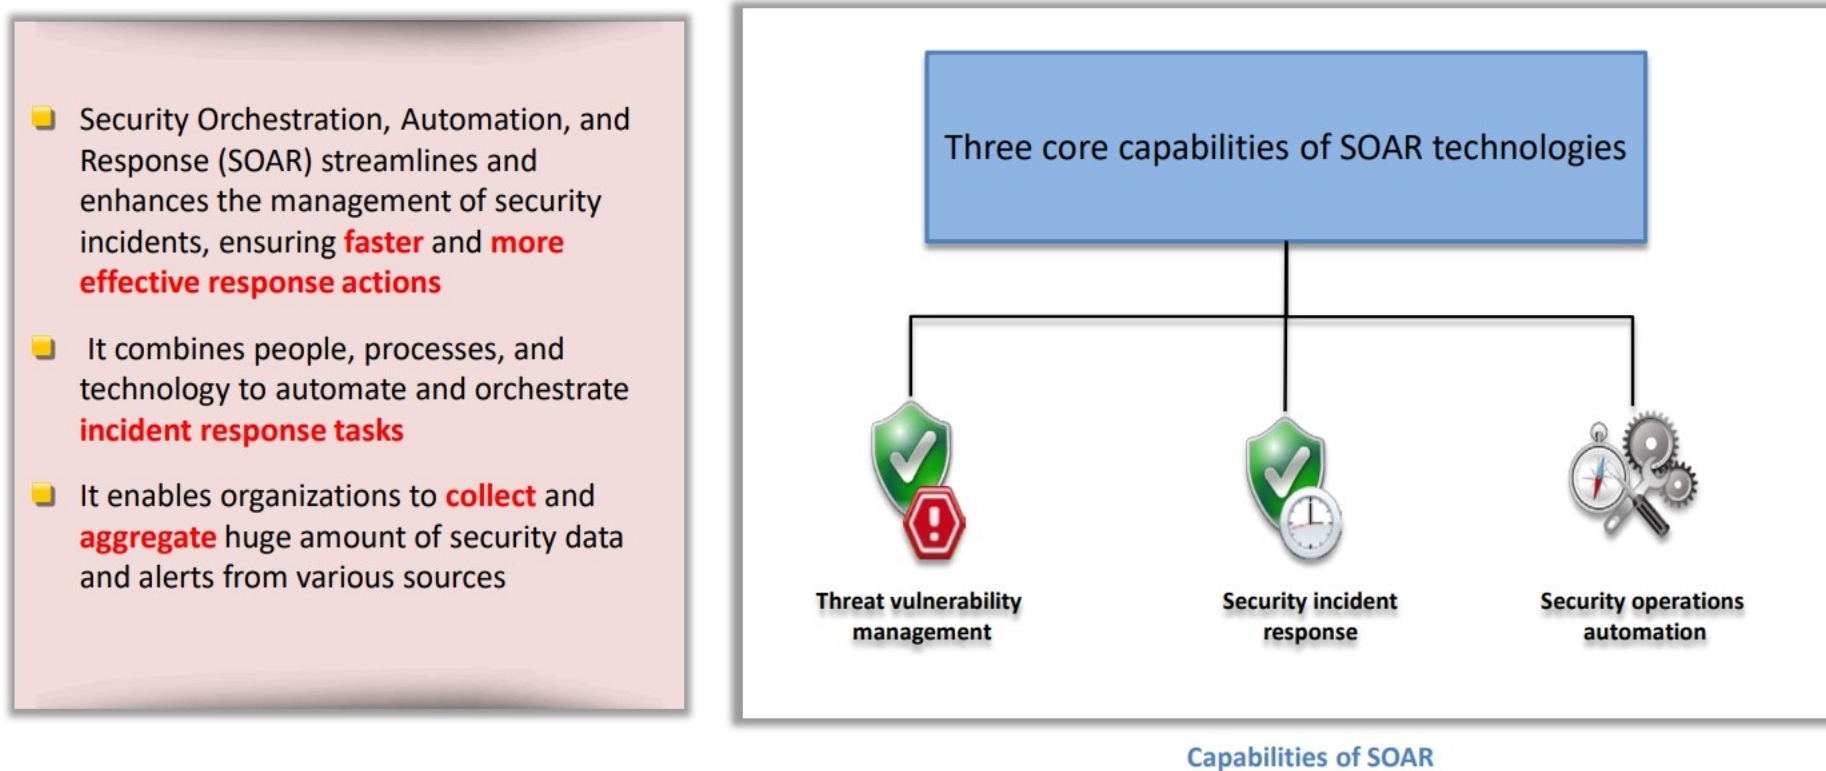 Security Orchestration, Automation, and
Response (SOAR) streamlines and
enhances the management of security
incidents, ensuring faster and more
effective response actions
It combines people, processes, and
technology to automate and orchestrate
incident response tasks
It enables organizations to collect and
aggregate huge amount of security data
and alerts from various sources
Three core capabilities of SOAR technologies
Threat vulnerability
management
Security incident
response
Security operations
automation
Capabilities of SOAR